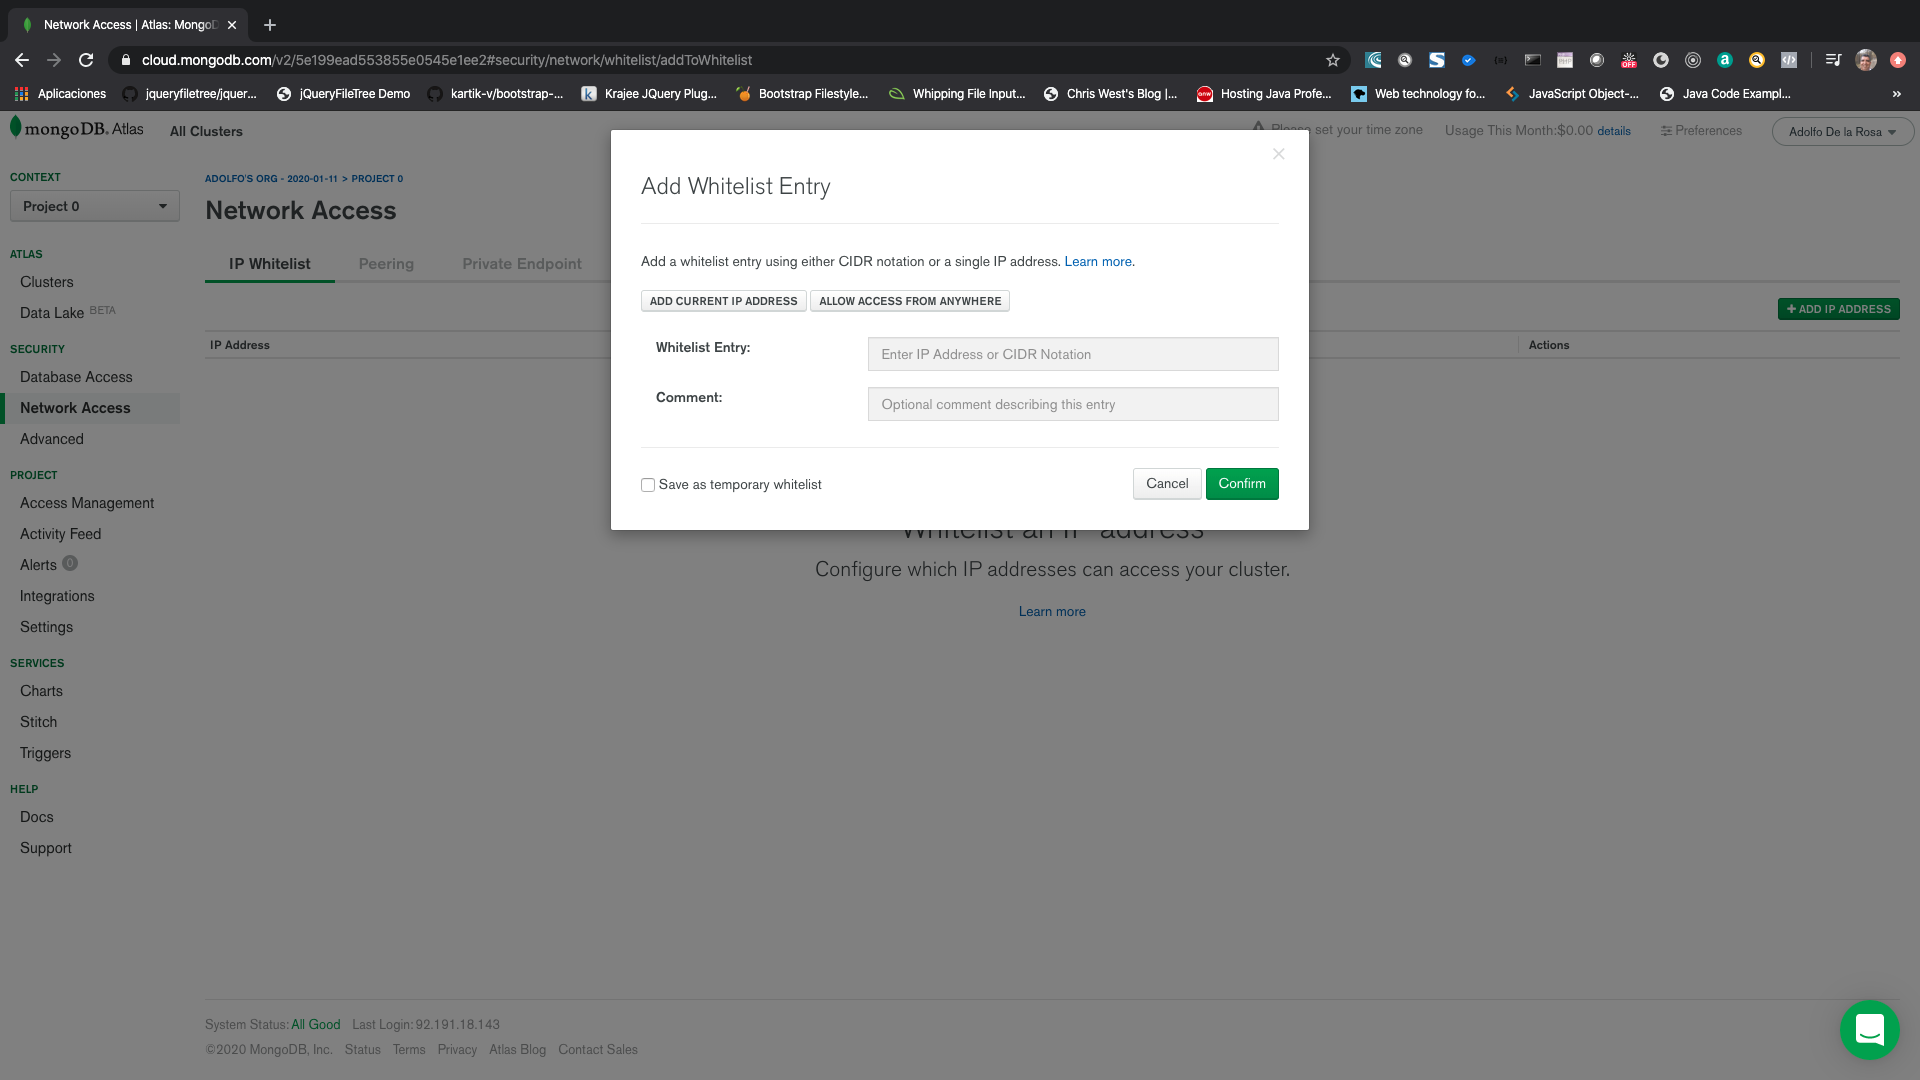 Network Access | Atlas: MongoD
cloud.mongodb.com/v2/5e199ead553855e0545e1ee2#security/network/whitelist/addToWhitelist
Aplicaciones
jqueryfiletree/jquer...
jQueryFileTree Demo
kartik-v/bootstrap-...
Krajee JQuery Plug...
Bootstrap Filestyle...
Whipping File Input...
Chris West's Blog |...
Hosting Java Profe...
Web technology fo...
JavaScript Object-...
Java Code Exampl...
»
mongoDB. Atlas
All Clusters
Please set your time zone
Usage This Month:$0.00 details
Preferences
Adolfo De la Rosa
CONTEXT
Project 0
ATLAS
Clusters
Data Lake BETA
SECURITY
Database Access
Network Access
Advanced
PROJECT
Access Management
Activity Feed
Alerts 0
Integrations
Settings
SERVICES
Charts
Stitch
Triggers
HELP
Docs
Support
ADOLFO'S ORG - 2020-01-11 > PROJECT 0
Network Access
IP Whitelist
Peering
Private Endpoint
+ ADD IP ADDRESS
IP Address
Actions
Add Whitelist Entry
Add a whitelist entry using either CIDR notation or a single IP address. Learn more.
ADD CURRENT IP ADDRESS
ALLOW ACCESS FROM ANYWHERE
Whitelist Entry:
Enter IP Address or CIDR Notation
Comment:
Optional comment describing this entry
Save as temporary whitelist
Cancel
Confirm
Whitelist an IP address
Configure which IP addresses can access your cluster.
Learn more
System Status: All Good Last Login: 92.191.18.143
©2020 MongoDB, Inc. Status Terms Privacy Atlas Blog Contact Sales